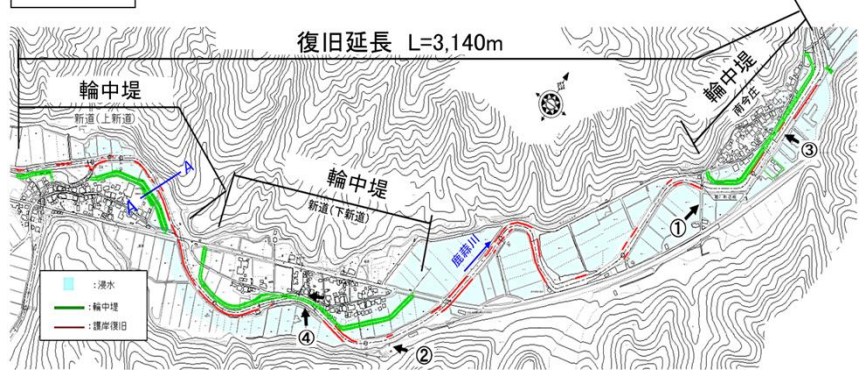 復旧延長 L=3,140m
輪中堤
新道(上新道)
輪中堤
新道(下新道)
輪中堤
南今庄
A
A
鹿蒜川
①
②
③
④
：浸水
：輪中堤
：護岸復旧